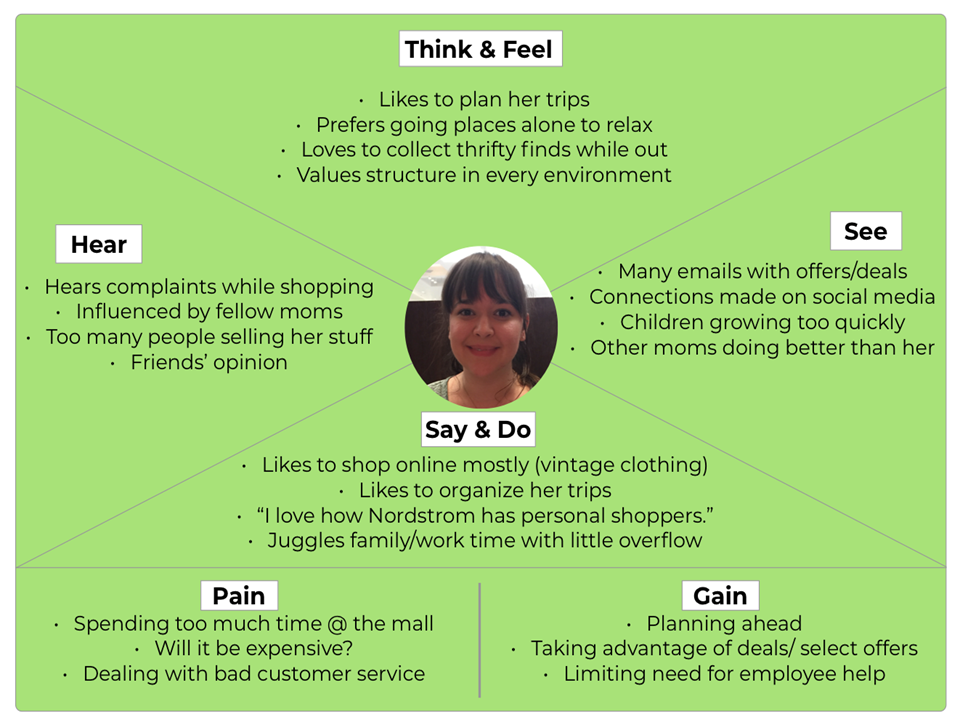 Think & Feel
• Likes to plan her trips
• Prefers going places alone to relax
• Loves to collect thrifty finds while out
• Values structure in every environment
Hear
• Hears complaints while shopping
• Influenced by fellow moms
• Too many people selling her stuff
• Friends’ opinion
See
• Many emails with offers/deals
• Connections made on social media
• Children growing too quickly
• Other moms doing better than her
Say & Do
• Likes to shop online mostly (vintage clothing)
• Likes to organize her trips
• “I love how Nordstrom has personal shoppers.”
• Juggles family/work time with little overflow
Pain
• Spending too much time @ the mall
• Will it be expensive?
• Dealing with bad customer service
Gain
• Planning ahead
• Taking advantage of deals/ select offers
• Limiting need for employee help